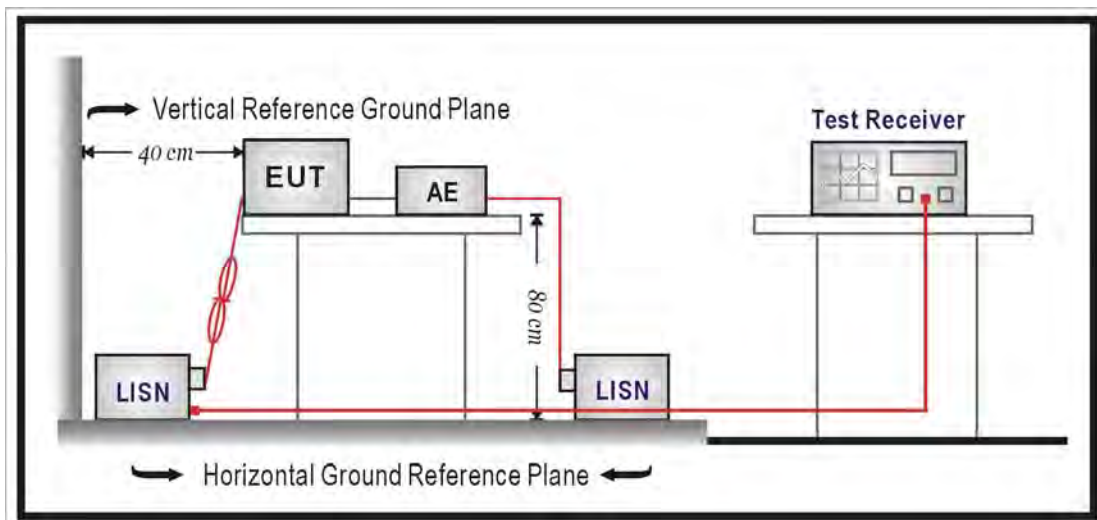 Vertical Reference Ground Plane
40 cm
EUT
AE
Test Receiver
80 cm
LISN
LISN
Horizontal Ground Reference Plane